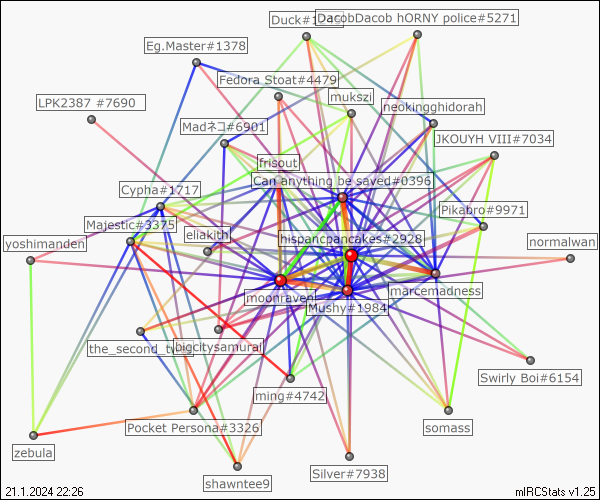 Duck#1
DacobDacob hORNY police#5271
Eg.Master#1378
Fedora Stoat#4479
mukszi
LPK2387 #7690
neokingghidorah
Madネコ#6901
JKOUYH VIII#7034
frisout
Can anything be saved#0396
Cypha#1717
Pikabro#9971
Majestic#3375
eliakith
hispancpancakes#2928
yoshimanden
normalwan
marcemadness
moonraven
Mushy#1984
bigcitysamurai
Swirly Boi#6154
ming#4742
Pocket Persona#3326
somass
zebula
Silver#7938
shawntee9
21.1.2024 22:26
mIRCStats v1.25